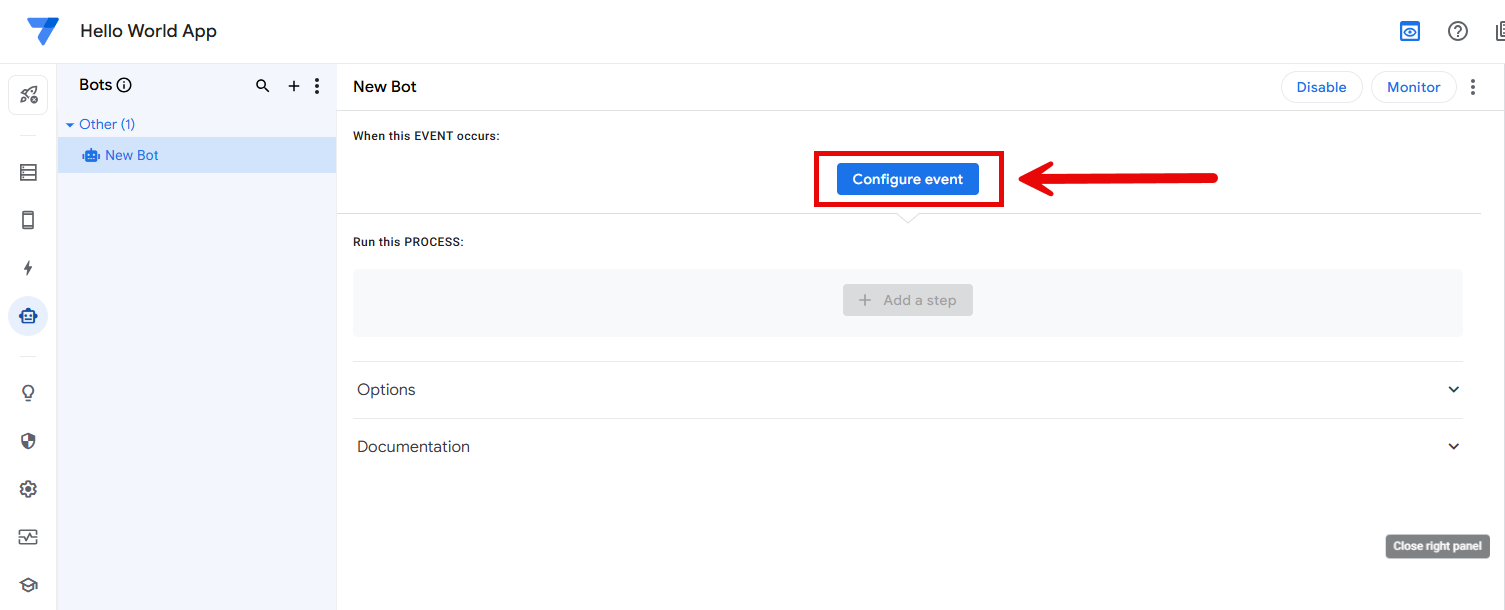 Hello World App
Bots
Other (1)
New Bot
New Bot
Disable
Monitor
When this EVENT occurs:
Configure event
Run this PROCESS:
+ Add a step
Options
Documentation
Close right panel